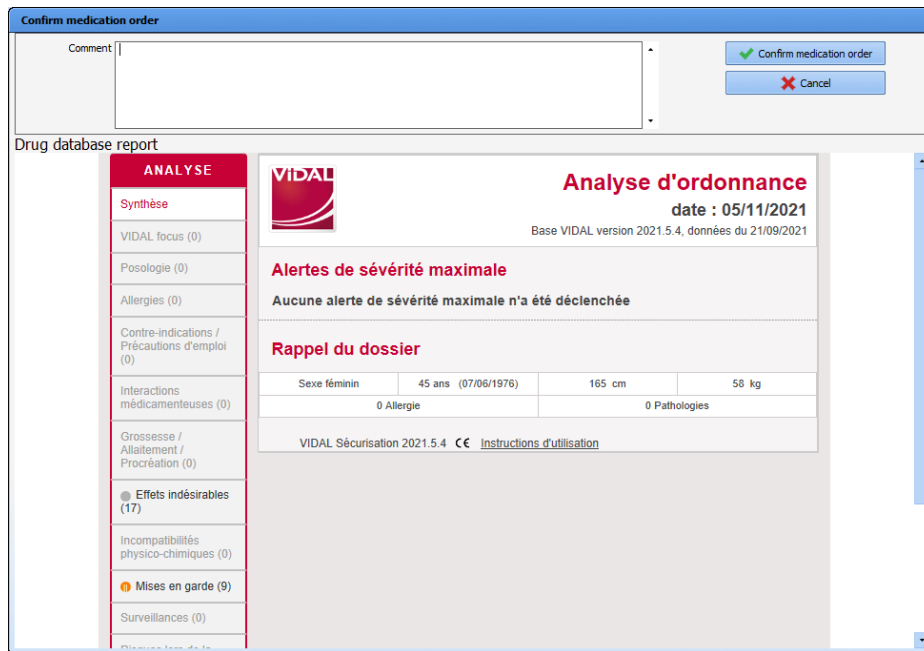 Confirm medication order
Comment
Confirm medication order
Cancel
Drug database report
ANALYSE
Synthèse
VIDAL focus (0)
Posologie (0)
Allergies (0)
Contre-indications /
Précautions d'emploi
(0)
Interactions
médicamenteuses (0)
Grossesse /
Allaitement /
Procréation (0)
Effets indésirables
(17)
Incompatibilités
physico-chimiques (0)
Mises en garde (9)
Surveillances (0)
VIDAL
Analyse d'ordonnance
date : 05/11/2021
Base VIDAL version 2021.5.4, données du 21/09/2021
Alertes de sévérité maximale
Aucune alerte de sévérité maximale n'a été déclenchée
Rappel du dossier
Sexe féminin 45 ans (07/06/1976) 165 cm 58 kg
0 Allergie 0 Pathologies
VIDAL Sécurisation 2021.5.4 CE Instructions d'utilisation